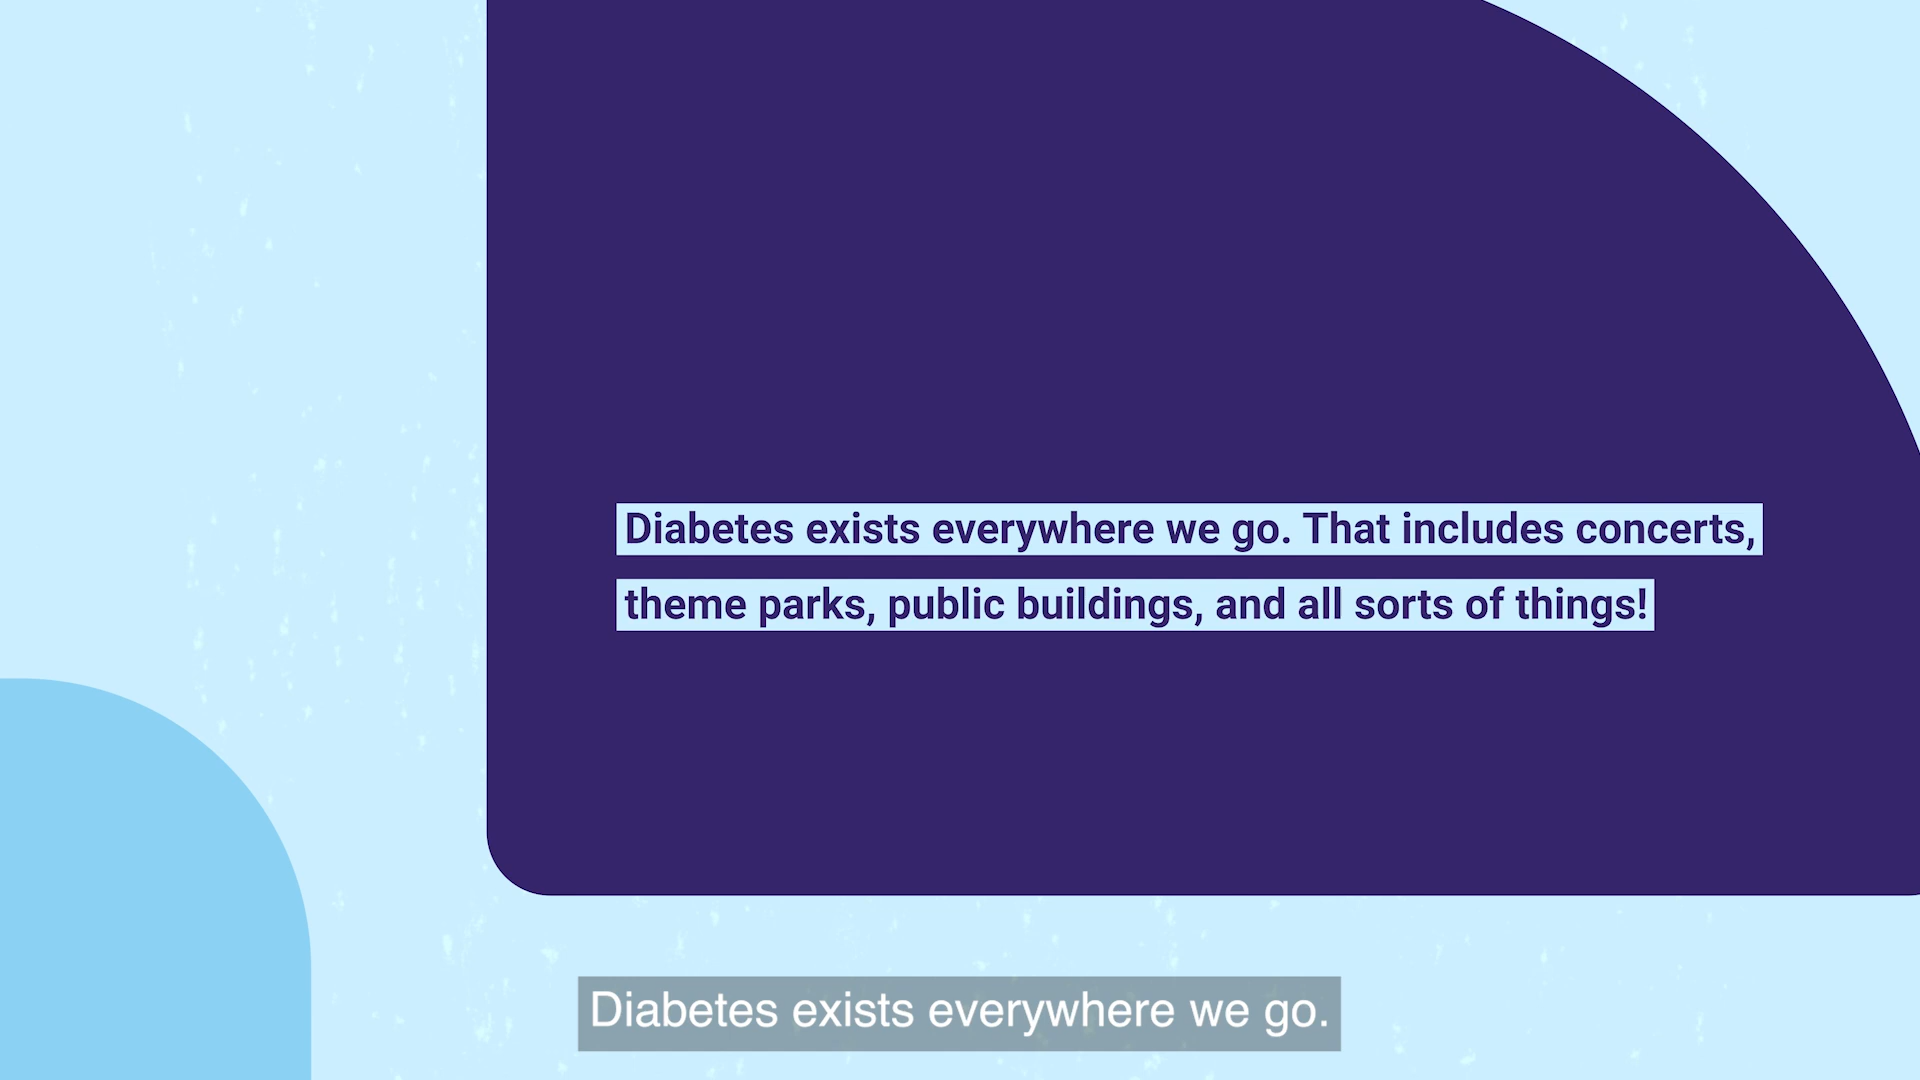 Diabetes exists everywhere we go. That includes concerts,
theme parks, public buildings, and all sorts of things!
Diabetes exists everywhere we go.